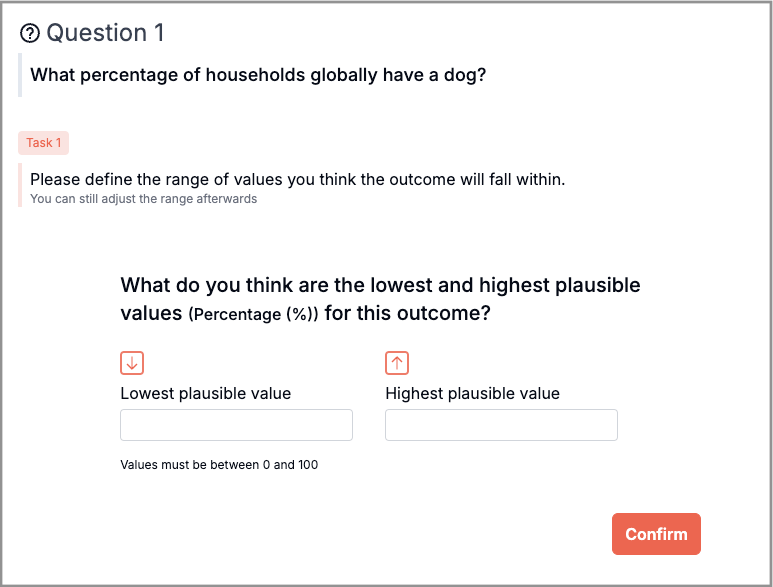 Question 1
What percentage of households globally have a dog?
Task 1
Please define the range of values you think the outcome will fall within.
You can still adjust the range afterwards
What do you think are the lowest and highest plausible
values (Percentage (%)) for this outcome?
Lowest plausible value
Highest plausible value
Values must be between 0 and 100
Confirm